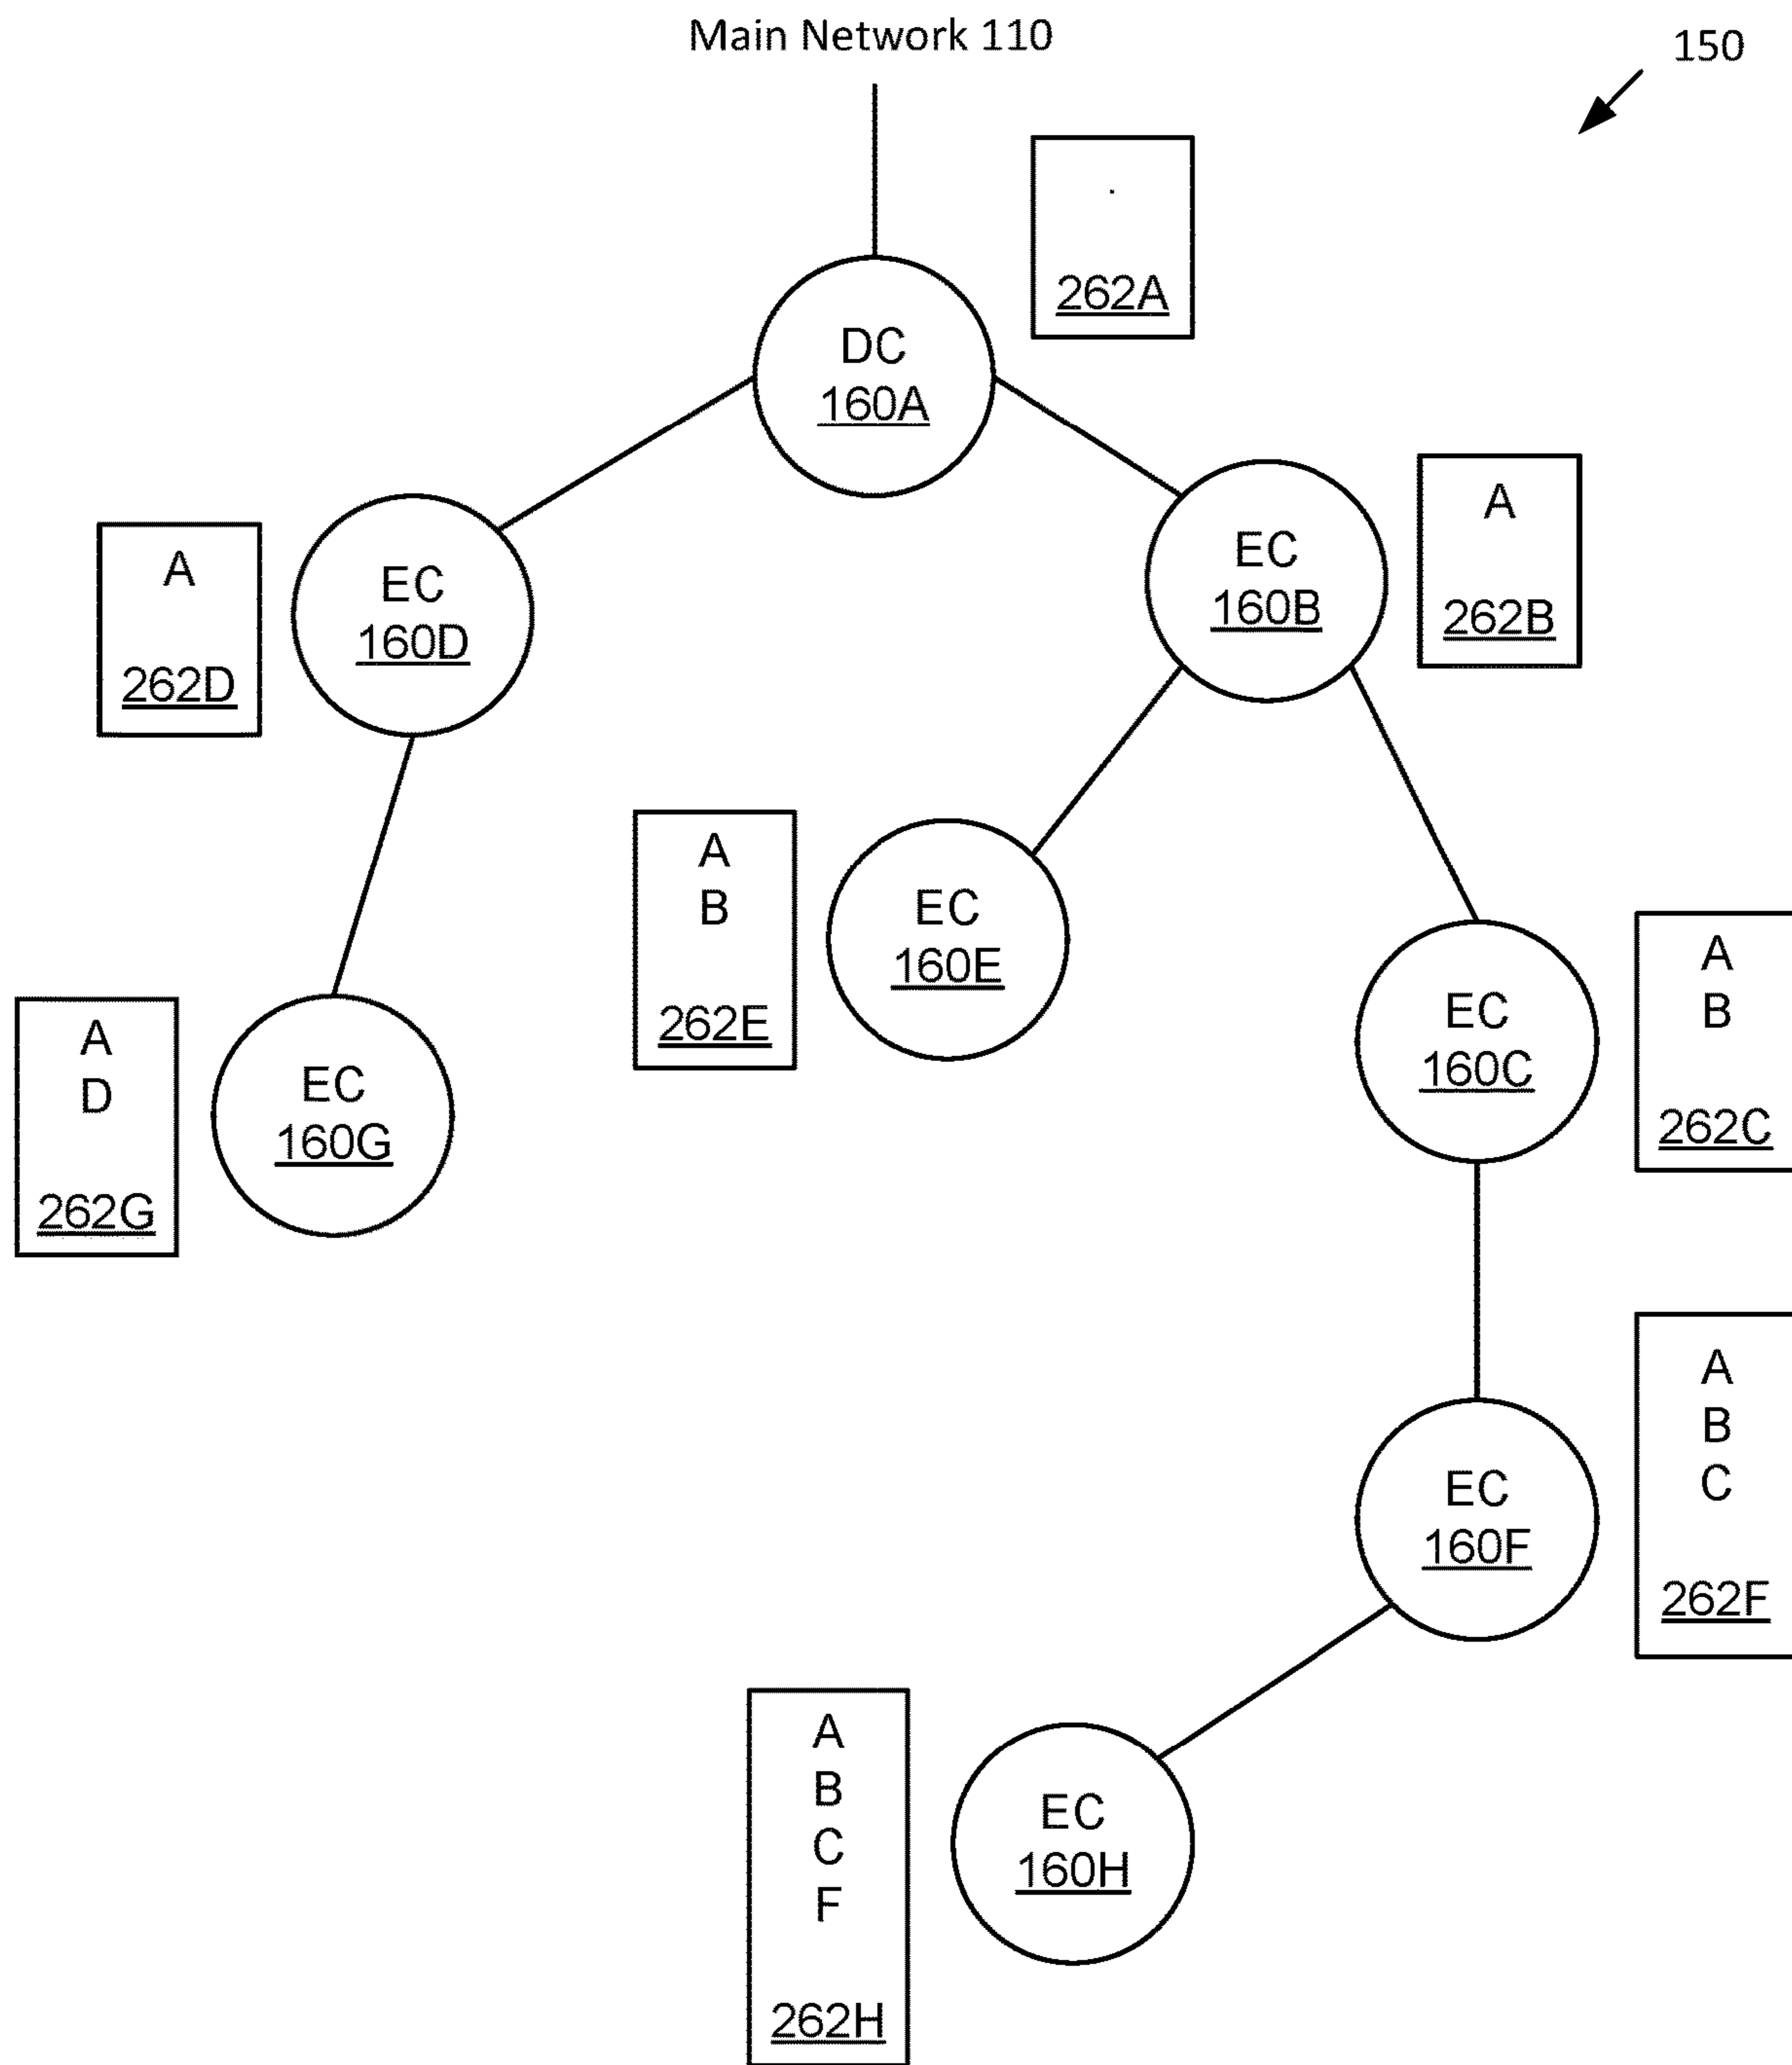 Main Network 110
150
262A
DC
160A
A
262B
EC
160B
A
262D
EC
160D
A
B
262E
EC
160E
A
B
262C
EC
160C
A
D
262G
EC
160G
A
B
C
262F
EC
160F
A
B
C
F
262H
EC
160H